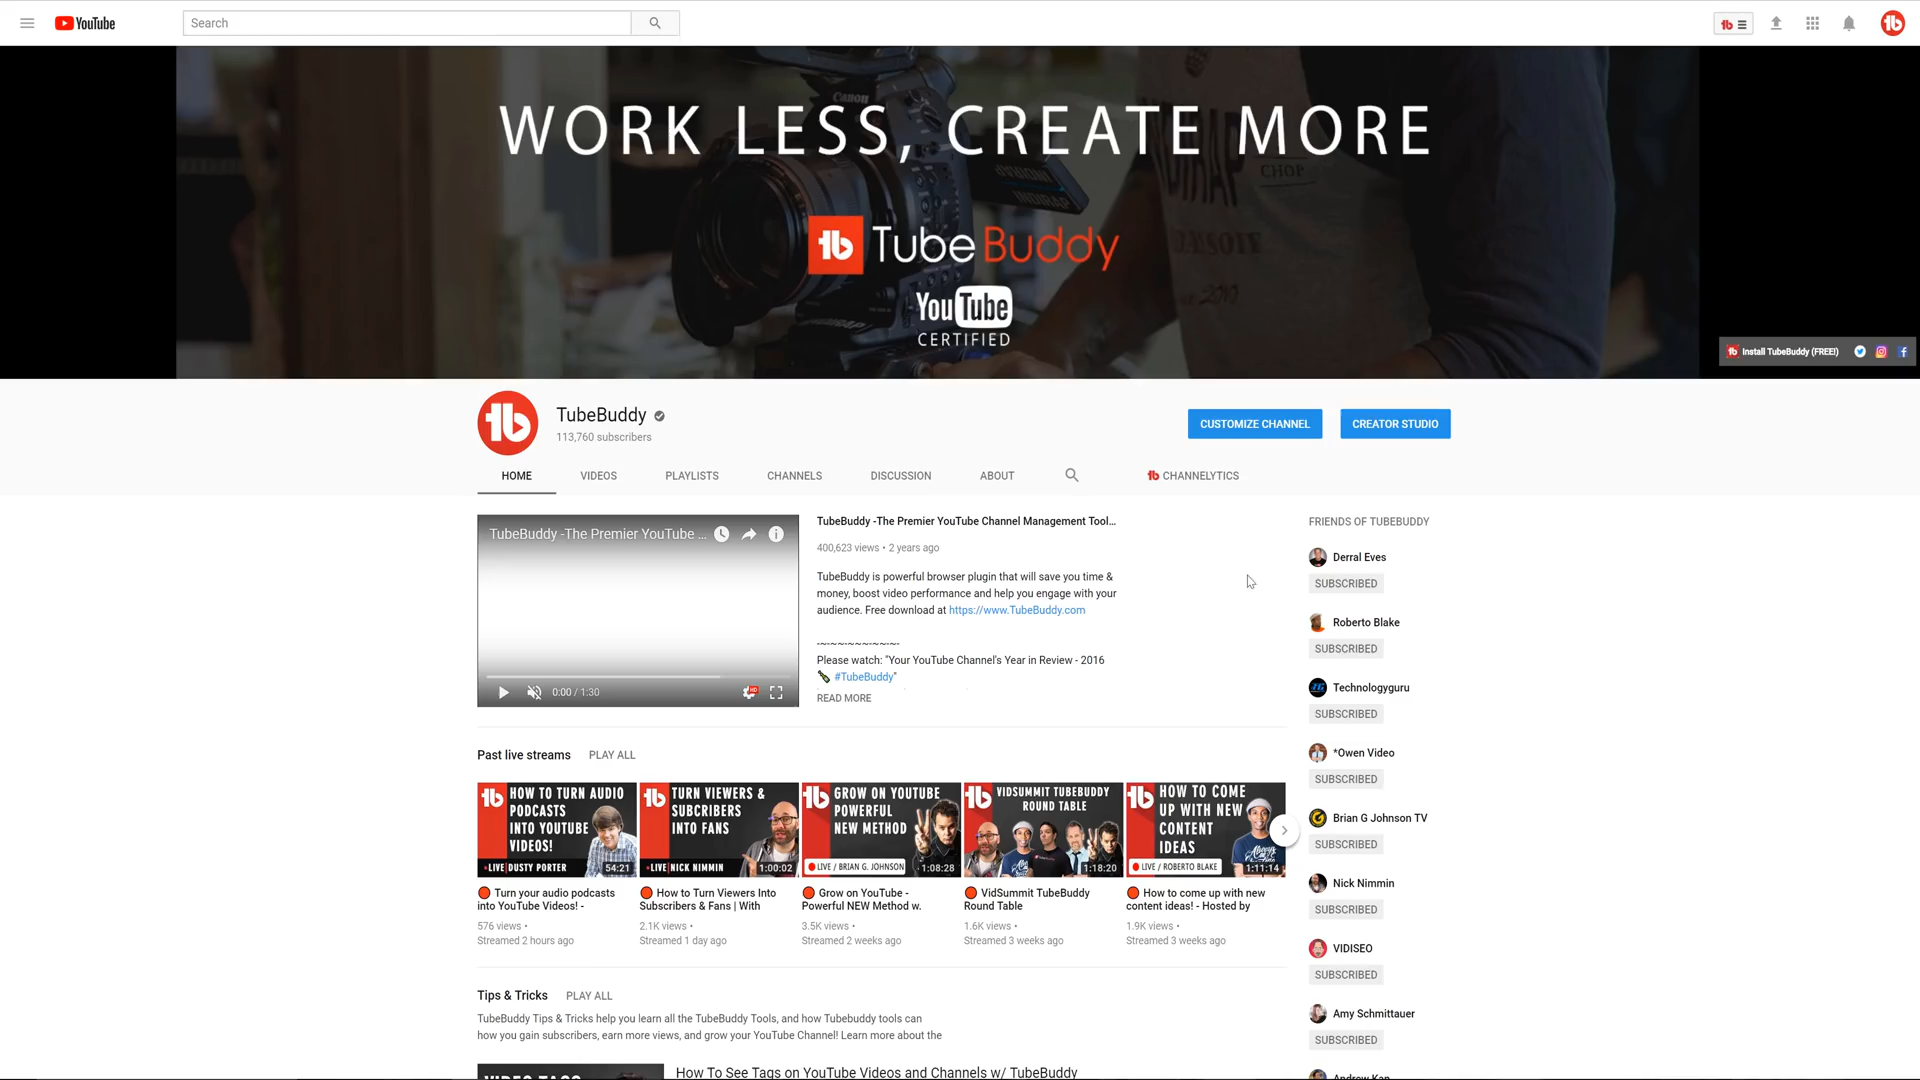 YouTube
Search
WORK LESS, CREATE MORE
TubeBuddy
YouTube
CERTIFIED
Install TubeBuddy (FREE!)
TubeBuddy
113,760 subscribers
CUSTOMIZE CHANNEL
CREATOR STUDIO
HOME
VIDEOS
PLAYLISTS
CHANNELS
DISCUSSION
ABOUT
CHANNELYTICS
TubeBuddy -The Premier YouTube ...
0:00 / 1:30
TubeBuddy -The Premier YouTube Channel Management Tool...
400,623 views • 2 years ago
TubeBuddy is powerful browser plugin that will save you time &
money, boost video performance and help you engage with your
audience. Free download at https://www.TubeBuddy.com
-~-~~-~~~-~~-~-
Please watch: "Your YouTube Channel's Year in Review - 2016
#TubeBuddy"
READ MORE
Past live streams PLAY ALL
HOW TO TURN AUDIO
PODCASTS
INTO YOUTUBE
VIDEOS!
LIVE|DUSTY PORTER
54:21
Turn your audio podcasts
into YouTube Videos! -
576 views •
Streamed 2 hours ago
TURN VIEWERS &
SUBCRIBERS
INTO FANS
LIVE|NICK NIMMIN
1:00:02
How to Turn Viewers Into
Subscribers & Fans | With
2.1K views •
Streamed 1 day ago
GROW ON YOUTUBE
POWERFUL
NEW METHOD
LIVE / BRIAN G. JOHNSON
1:08:28
Grow on YouTube -
Powerful NEW Method w.
3.5K views •
Streamed 2 weeks ago
VIDSUMMIT TUBEBUDDY
ROUND TABLE
1:18:20
VidSummit TubeBuddy
Round Table
1.6K views •
Streamed 3 weeks ago
HOW TO COME
UP WITH NEW
CONTENT
IDEAS
LIVE / ROBERTO BLAKE
1:11:14
How to come up with new
content ideas! - Hosted by
1.9K views •
Streamed 3 weeks ago
Tips & Tricks PLAY ALL
TubeBuddy Tips & Tricks help you learn all the TubeBuddy Tools, and how Tubebuddy tools can
how you gain subscribers, earn more views, and grow your YouTube Channel! Learn more about the
How To See Tags on YouTube Videos and Channels w/ TubeBuddy
FRIENDS OF TUBEBUDDY
Derral Eves
SUBSCRIBED
Roberto Blake
SUBSCRIBED
Technologyguru
SUBSCRIBED
*Owen Video
SUBSCRIBED
Brian G Johnson TV
SUBSCRIBED
Nick Nimmin
SUBSCRIBED
VIDISEO
SUBSCRIBED
Amy Schmittauer
SUBSCRIBED